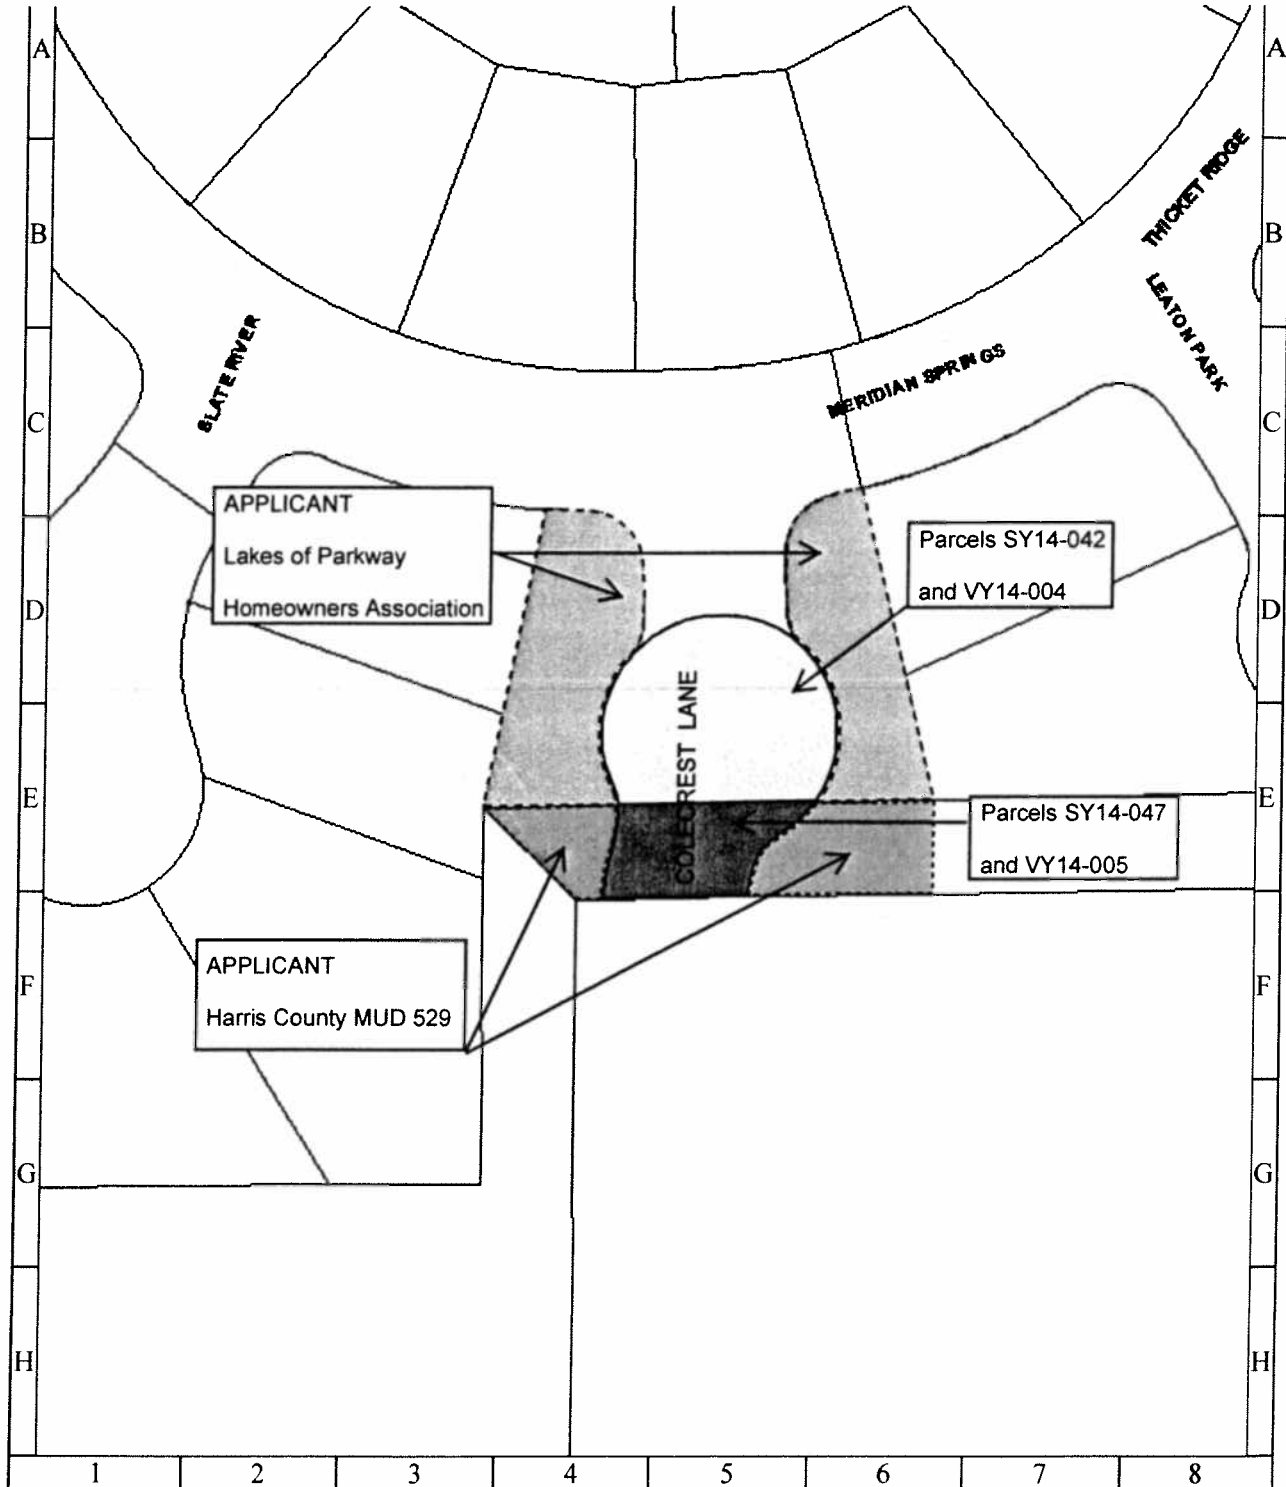 A
A
THICKET RIDGE
B
B
LEATON PARK
SLATE RIVER
MERIDIAN SPRINGS
C
C
APPLICANT
Lakes of Parkway
Homeowners Association
Parcels SY14-042
and VY14-004
D
D
COLECREST LANE
E
E
Parcels SY14-047
and VY14-005
APPLICANT
Harris County MUD 529
F
F
G
G
H
H
1 2 3 4 5 6 7 8